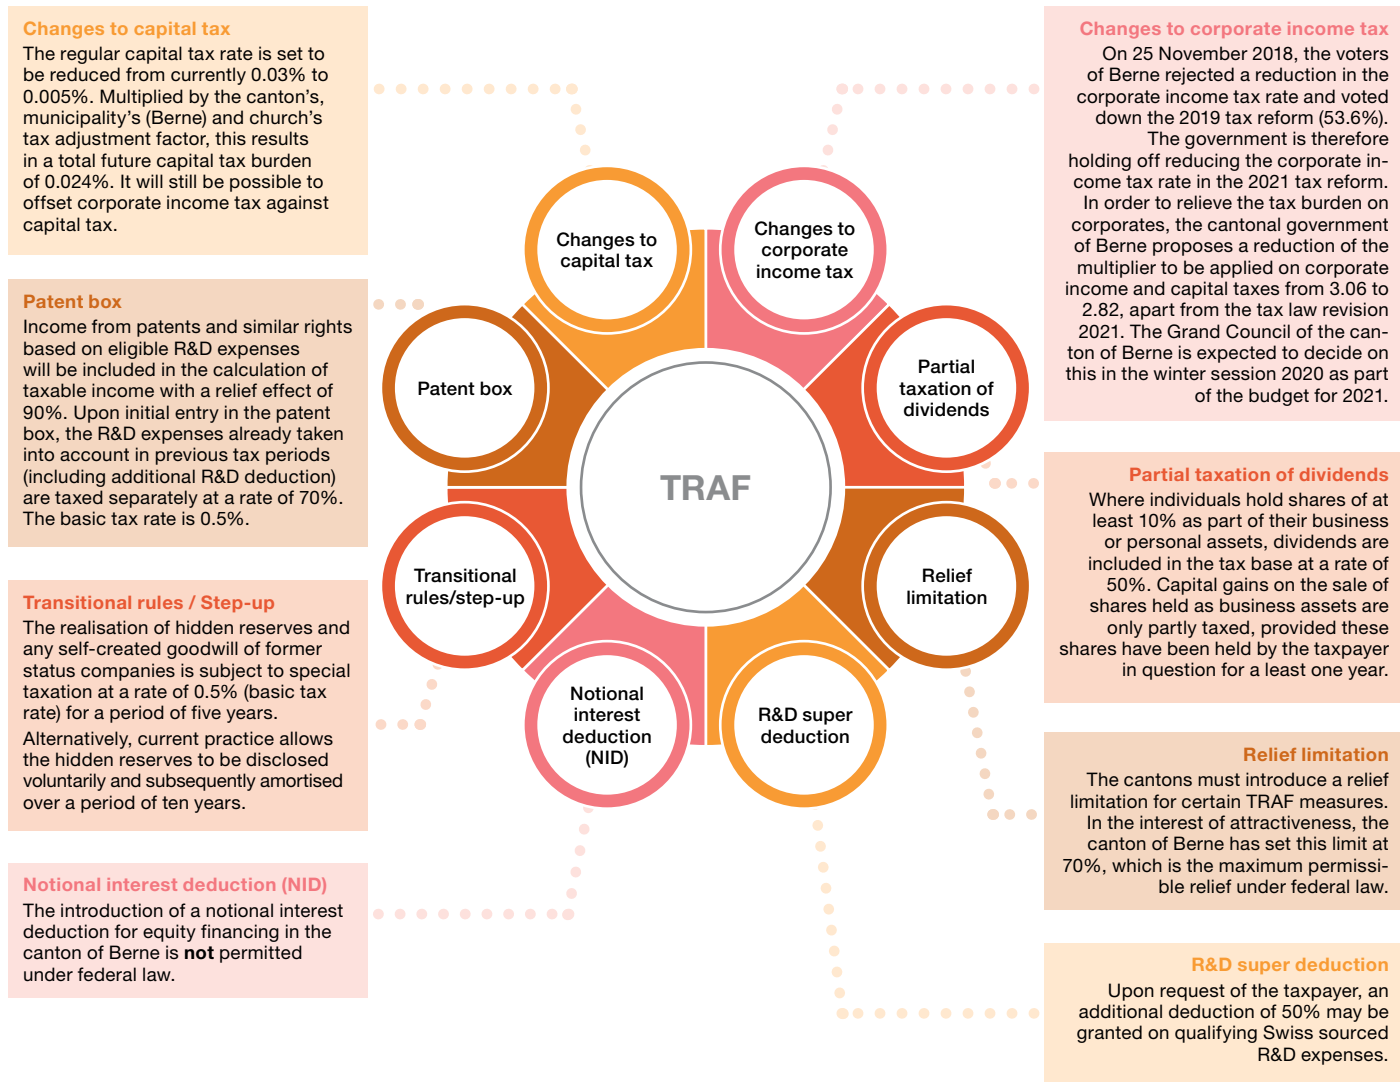 Changes to capital tax
The regular capital tax rate is set to
be reduced from currently 0.03% to
0.005%. Multiplied by the canton’s,
municipality’s (Berne) and church’s
tax adjustment factor, this results
in a total future capital tax burden
of 0.024%. It will still be possible to
offset corporate income tax against
capital tax.
Patent box
Income from patents and similar rights
based on eligible R&D expenses
will be included in the calculation of
taxable income with a relief effect of
90%. Upon initial entry in the patent
box, the R&D expenses already taken
into account in previous tax periods
(including additional R&D deduction)
are taxed separately at a rate of 70%.
The basic tax rate is 0.5%.
Transitional rules / Step-up
The realisation of hidden reserves and
any self-created goodwill of former
status companies is subject to special
taxation at a rate of 0.5% (basic tax
rate) for a period of five years.
Alternatively, current practice allows
the hidden reserves to be disclosed
voluntarily and subsequently amortised
over a period of ten years.
Notional interest deduction (NID)
The introduction of a notional interest
deduction for equity financing in the
canton of Berne is not permitted
under federal law.
Changes to
capital tax
Changes to
corporate
income tax
Patent box
Partial
taxation of
dividends
TRAF
Transitional
rules/step-up
Relief
limitation
Notional
interest
deduction
(NID)
R&D super
deduction
Changes to corporate income tax
On 25 November 2018, the voters
of Berne rejected a reduction in the
corporate income tax rate and voted
down the 2019 tax reform (53.6%).
The government is therefore
holding off reducing the corporate in-
come tax rate in the 2021 tax reform.
In order to relieve the tax burden on
corporates, the cantonal government
of Berne proposes a reduction of the
multiplier to be applied on corporate
income and capital taxes from 3.06 to
2.82, apart from the tax law revision
2021. The Grand Council of the can-
ton of Berne is expected to decide on
this in the winter session 2020 as part
of the budget for 2021.
Partial taxation of dividends
Where individuals hold shares of at
least 10% as part of their business
or personal assets, dividends are
included in the tax base at a rate of
50%. Capital gains on the sale of
shares held as business assets are
only partly taxed, provided these
shares have been held by the taxpayer
in question for a least one year.
Relief limitation
The cantons must introduce a relief
limitation for certain TRAF measures.
In the interest of attractiveness, the
canton of Berne has set this limit at
70%, which is the maximum permissi-
ble relief under federal law.
R&D super deduction
Upon request of the taxpayer, an
additional deduction of 50% may be
granted on qualifying Swiss sourced
R&D expenses.